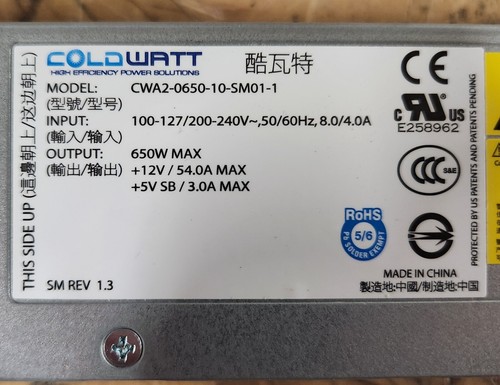 COLDWATT
HIGH EFFICIENCY POWER SOLUTIONS
酷瓦特
MODEL: CWA2-0650-10-SM01-1
(型號/型号)
INPUT: 100-127/200-240V~,50/60Hz, 8.0/4.0A
(輸入/输入)
OUTPUT: 650W MAX
(輸出/输出) +12V / 54.0A MAX
+5V SB / 3.0A MAX
SM REV 1.3
THIS SIDE UP (這邊朝上/这边朝上)
C RU US
E258962
CCC S&E
RoHS
5/6
Pb SOLDER EXEMPT
MADE IN CHINA
製造地:中國/制造地:中国
PROTECTED BY US PATENTS AND PATENTS PENDING